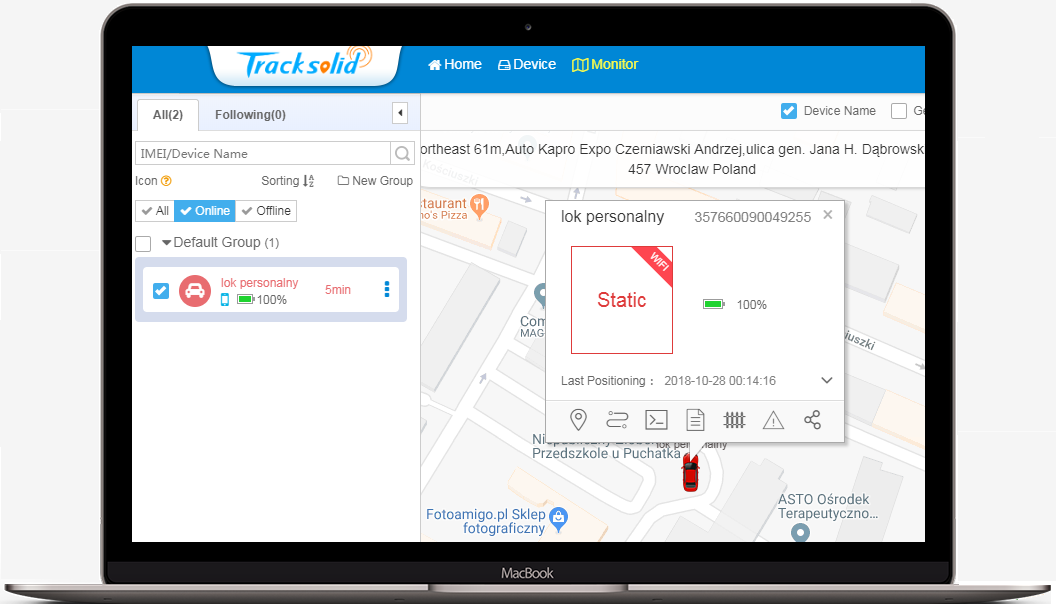 Tracksolid
Home Device Monitor
All(2) Following(0)
Device Name
IMEI/Device Name
ortheast 61m,Auto Kapro Expo Czerniawski Andrzej,ulica gen. Jana H. Dąbrowsk
457 Wroclaw Poland
Icon Sorting New Group
All Online Offline
Default Group (1)
lok personalny
100%
5min
Kościuszki
staurant
no's Pizza
lok personalny 357660090049255
WIFI
Static
100%
Last Positioning : 2018-10-28 00:14:16
Com
MAG
iuszki
lok personalny
Przedszkole u Puchatka
Fotoamigo.pl Sklep
fotograficzny
ASTO Ośrodek
Terapeutyczno...
MacBook